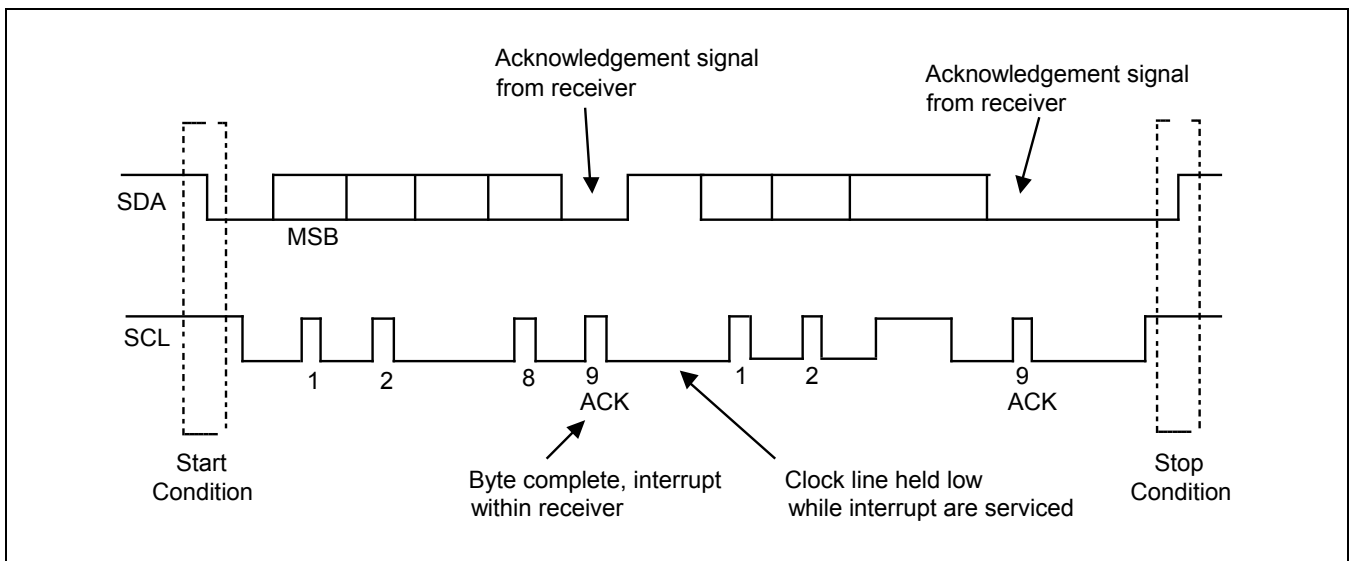 Acknowledgement signal
from receiver
Acknowledgement signal
from receiver
SDA
MSB
SCL
1
2
8
9
1
2
9
ACK
ACK
Start
Condition
Byte complete, interrupt
within receiver
Clock line held low
while interrupt are serviced
Stop
Condition